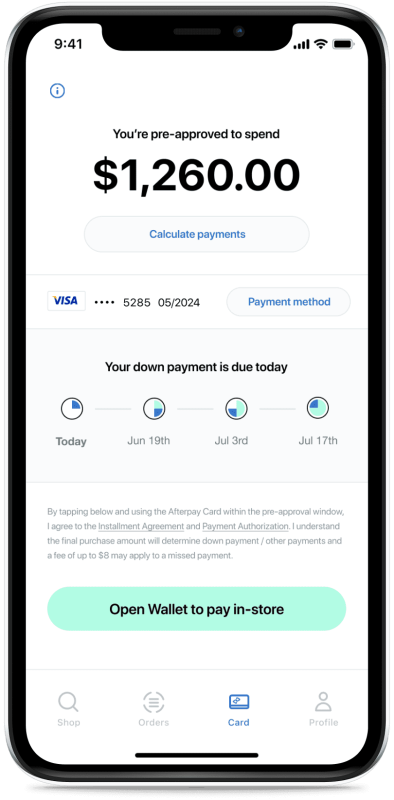 9:41
You're pre-approved to spend
$1,260.00
Calculate payments
VISA •••• 5285 05/2024 Payment method
Your down payment is due today
Today Jun 19th Jul 3rd Jul 17th
By tapping below and using the Afterpay Card within the pre-approval window,
I agree to the Installment Agreement and Payment Authorization. I understand
the final purchase amount will determine down payment / other payments and
a fee of up to $8 may apply to a missed payment.
Open Wallet to pay in-store
Shop Orders Card Profile